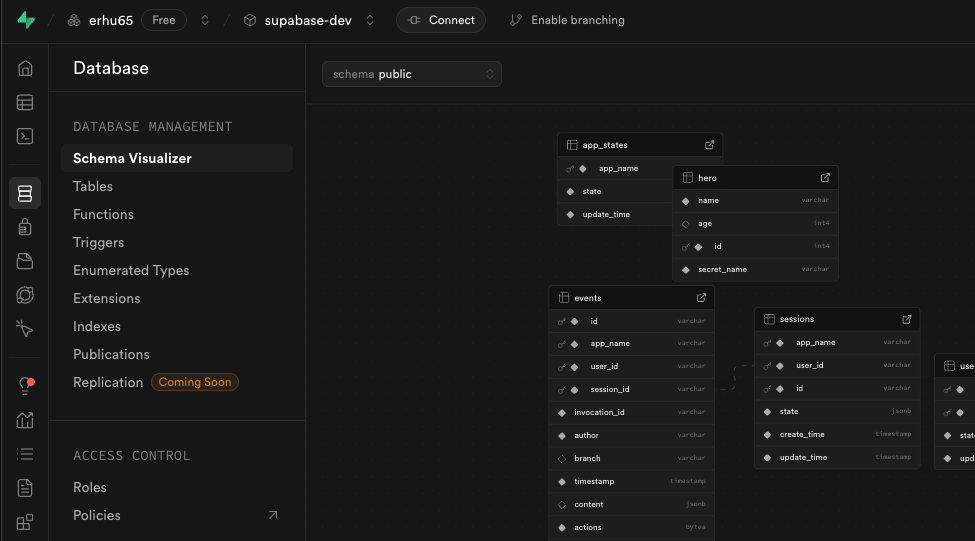 erhu65 Free supabase-dev Connect Enable branching
Database
schema public
DATABASE MANAGEMENT
Schema Visualizer
Tables
Functions
Triggers
Enumerated Types
Extensions
Indexes
Publications
Replication Coming Soon
ACCESS CONTROL
Roles
Policies
app_states
app_name
state
update_time
hero
name varchar
age int4
id int4
secret_name varchar
events
id varchar
app_name varchar
user_id varchar
session_id varchar
invocation_id varchar
author varchar
branch varchar
timestamp timestamp
content jsonb
actions bytea
sessions
app_name varchar
user_id varchar
id varchar
state jsonb
create_time timestamp
update_time timestamp
use
stat
upd